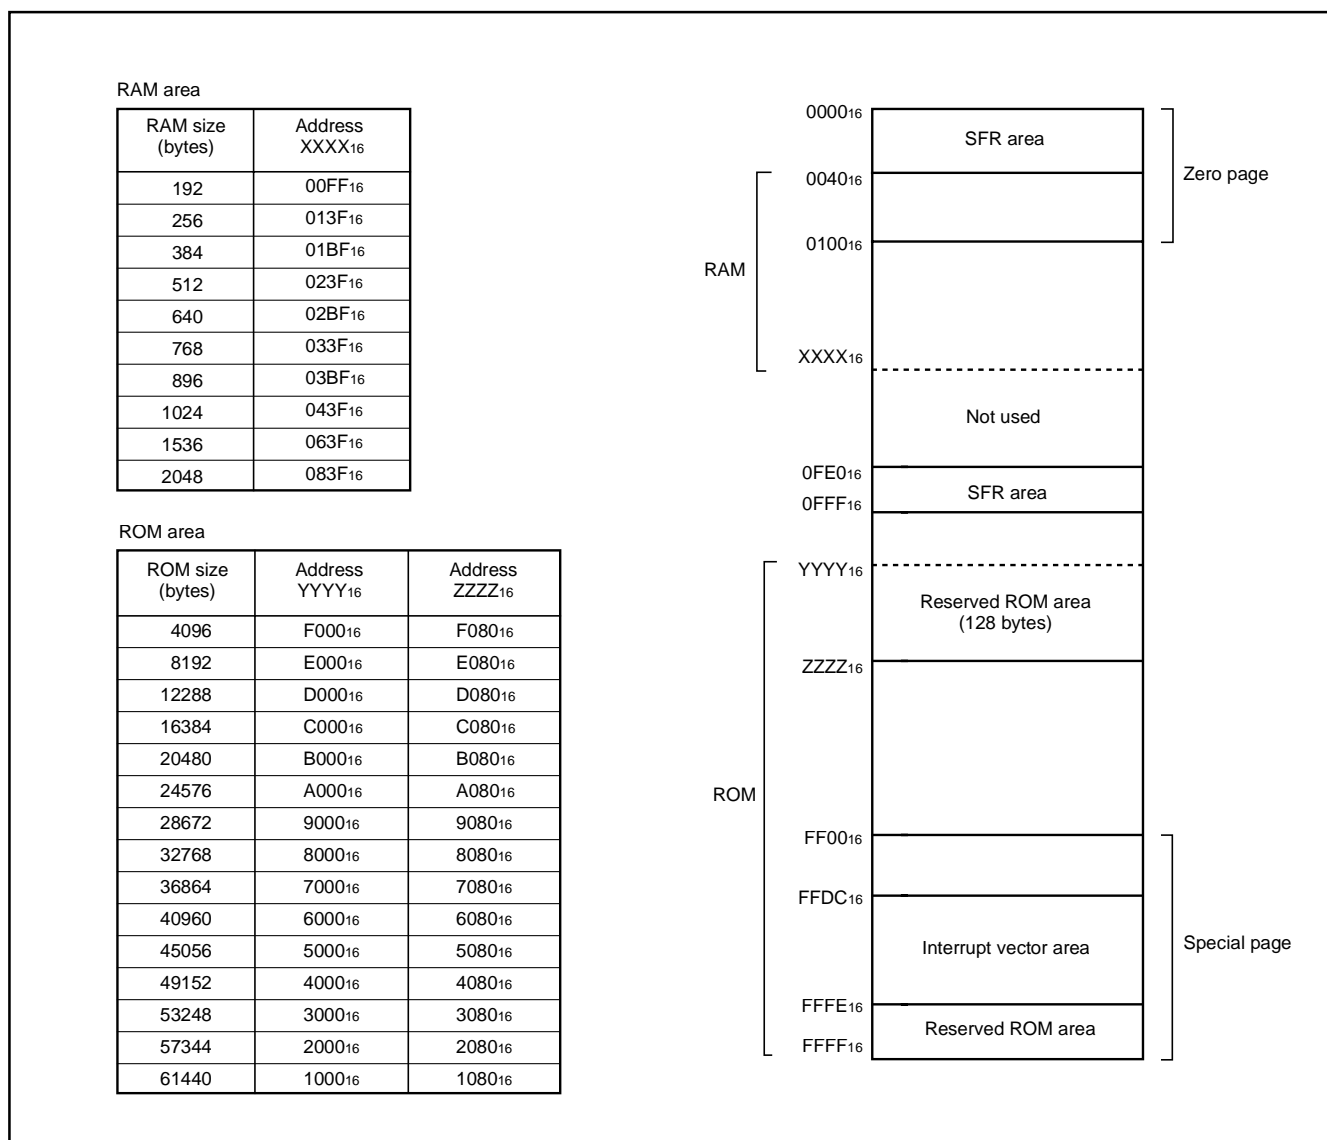 RAM area
RAM size
(bytes)
Address
XXXX16
192 00FF16
256 013F16
384 01BF16
512 023F16
640 02BF16
768 033F16
896 03BF16
1024 043F16
1536 063F16
2048 083F16
ROM area
ROM size
(bytes)
Address
YYYY16
Address
ZZZZ16
4096 F00016 F08016
8192 E00016 E08016
12288 D00016 D08016
16384 C00016 C08016
20480 B00016 B08016
24576 A00016 A08016
28672 900016 908016
32768 800016 808016
36864 700016 708016
40960 600016 608016
45056 500016 508016
49152 400016 408016
53248 300016 308016
57344 200016 208016
61440 100016 108016
000016
SFR area
Zero page
004016
010016
RAM
XXXX16
Not used
0FE016
SFR area
0FFF16
YYYY16
Reserved ROM area
(128 bytes)
ZZZZ16
ROM
FF0016
FFDC16
Interrupt vector area
Special page
FFFE16
Reserved ROM area
FFFF16